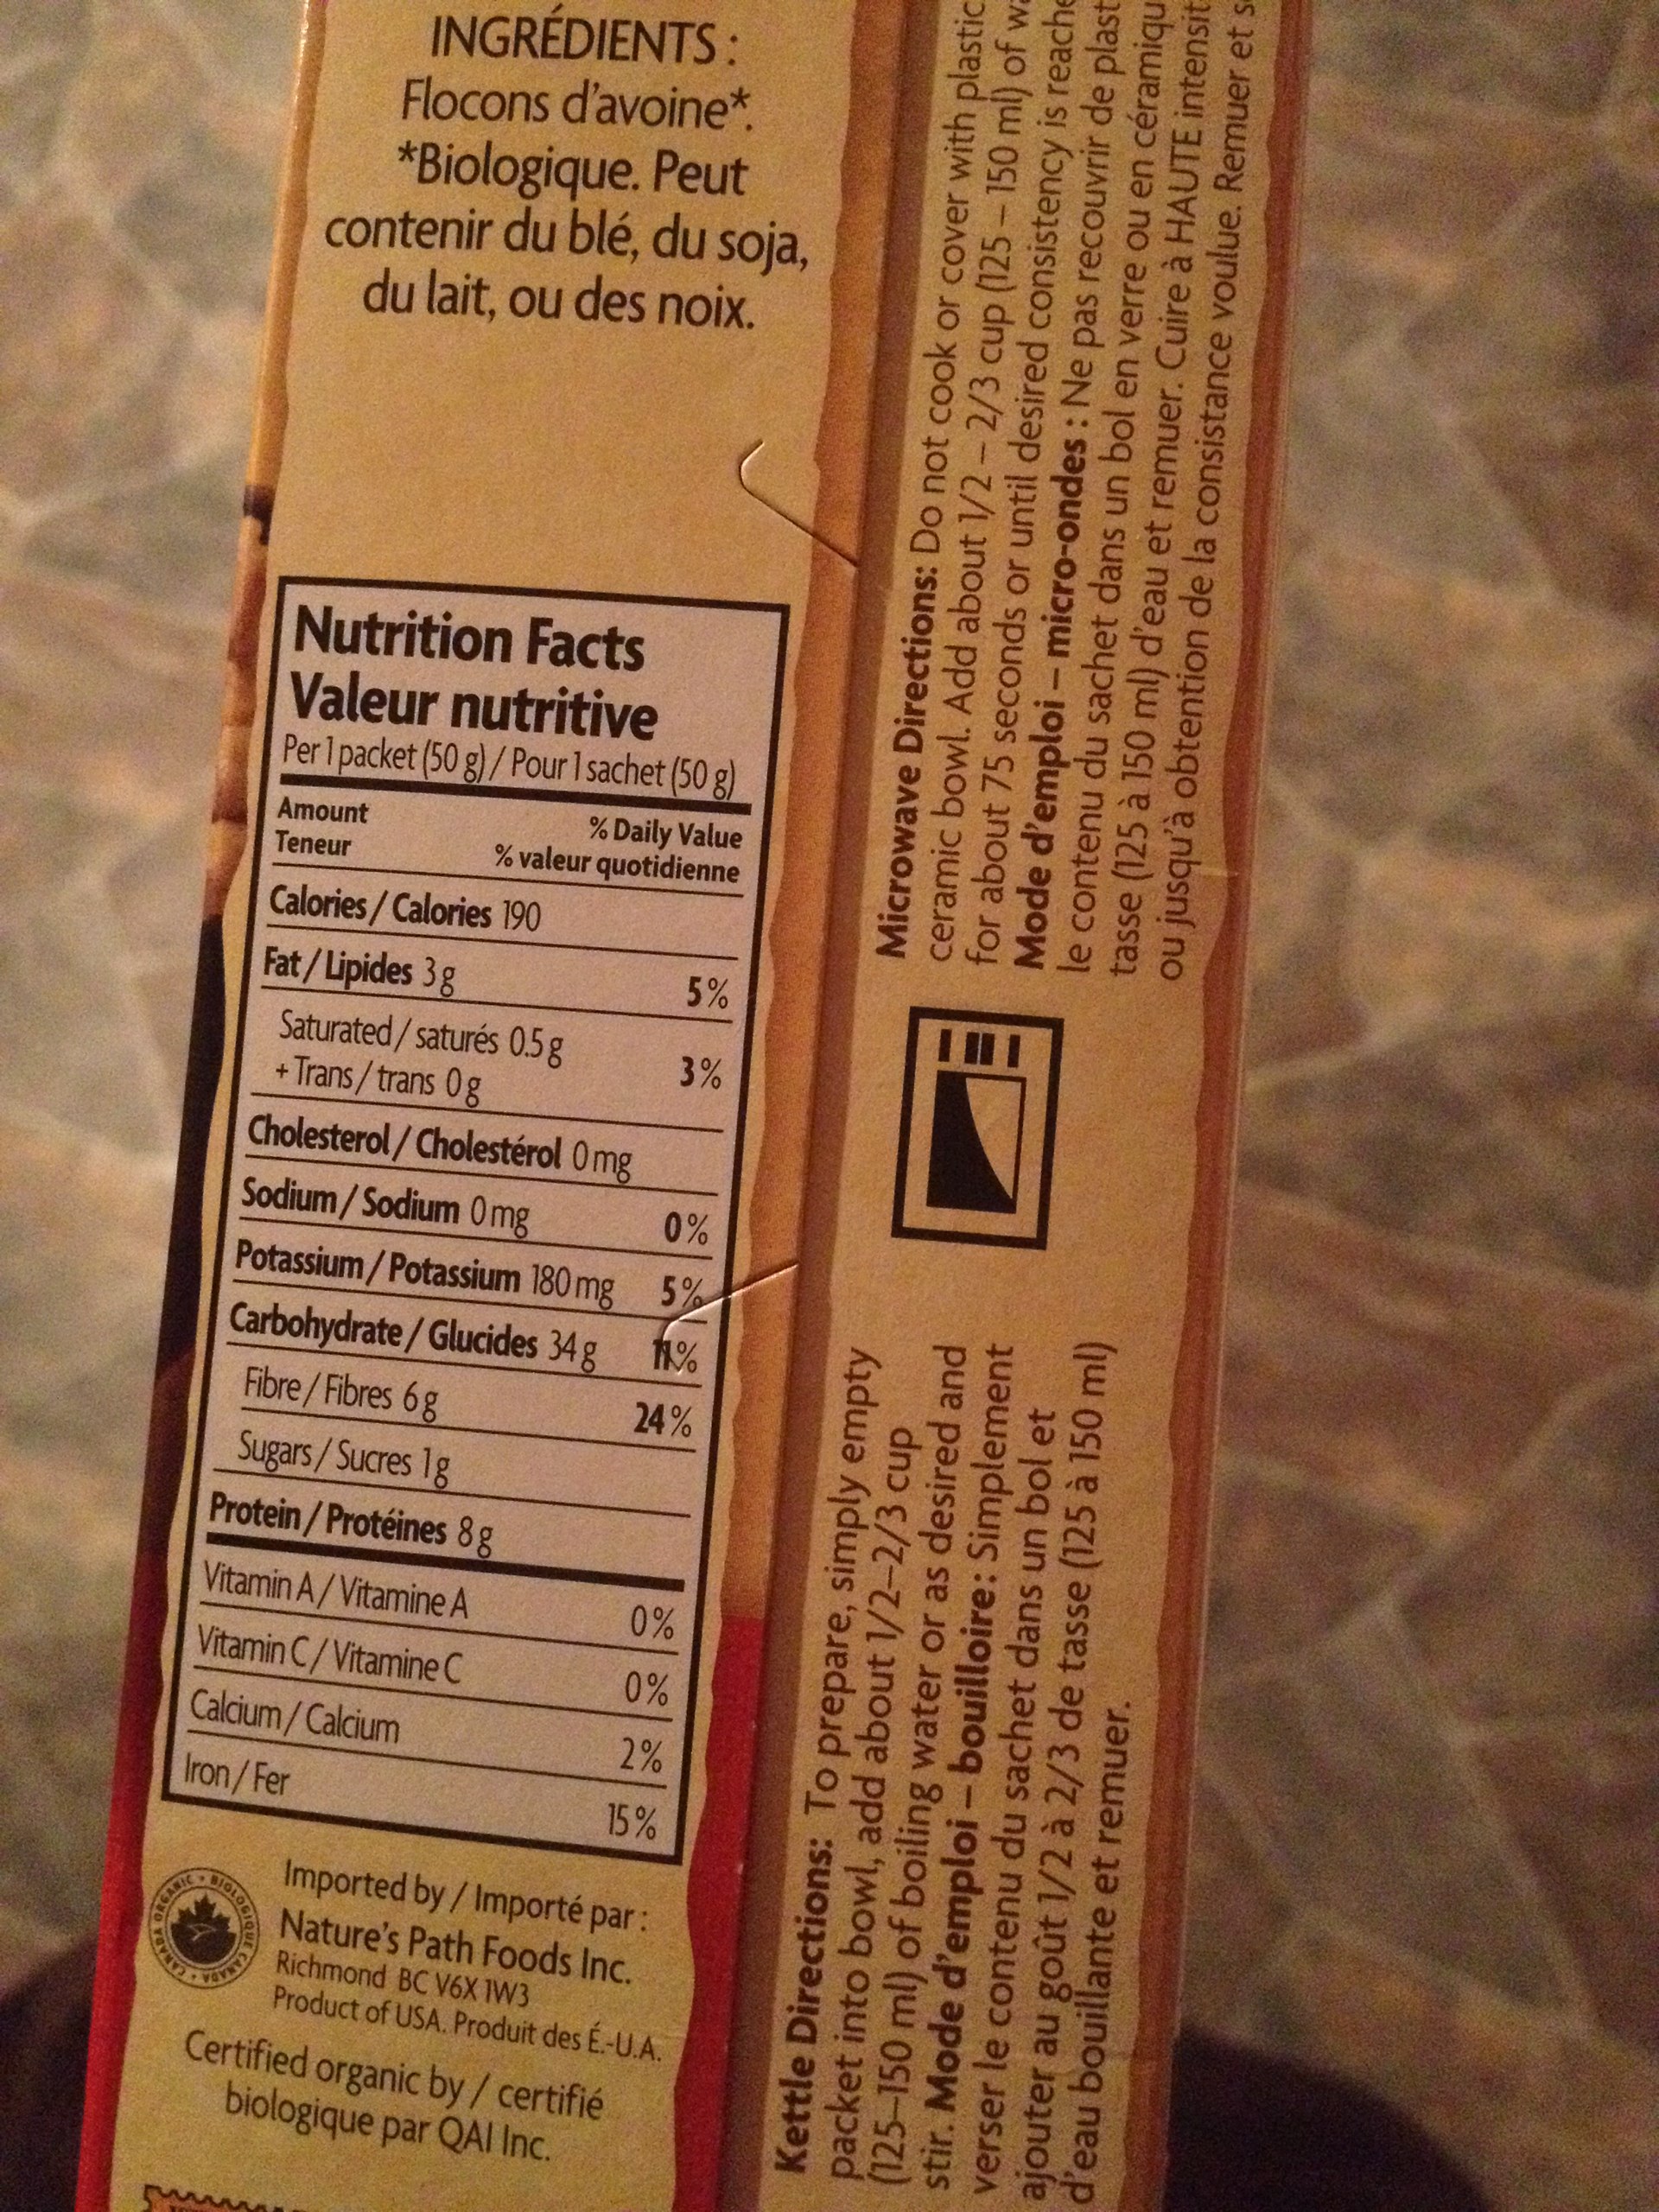 INGRÉDIENTS :
Flocons d'avoine*.
*Biologique. Peut
contenir du blé, du soja,
du lait, ou des noix.
Nutrition Facts
Valeur nutritive
Per 1 packet (50 g) / Pour 1 sachet (50 g)
Amount % Daily Value
Teneur % valeur quotidienne
Calories / Calories 190
Fat / Lipides 3 g 5 %
Saturated / saturés 0.5 g
+ Trans / trans 0 g 3 %
Cholesterol / Cholestérol 0 mg
Sodium / Sodium 0 mg 0 %
Potassium / Potassium 180 mg 5 %
Carbohydrate / Glucides 34 g 11 %
Fibre / Fibres 6 g 24 %
Sugars / Sucres 1 g
Protein / Protéines 8 g
Vitamin A / Vitamine A 0 %
Vitamin C / Vitamine C 0 %
Calcium / Calcium 2 %
Iron / Fer 15 %
CANADA ORGANIC • BIOLOGIQUE CANADA •
Imported by / Importé par :
Nature's Path Foods Inc.
Richmond BC V6X 1W3
Product of USA. Produit des É.-U.A.
Certified organic by / certifié
biologique par QAI Inc.
Microwave Directions: Do not cook or cover with plastic
ceramic bowl. Add about 1/2 – 2/3 cup (125 – 150 ml) of
for about 75 seconds or until desired consistency is
Mode d'emploi – micro-ondes : Ne pas recouvrir de
le contenu du sachet dans un bol en verre ou en
tasse (125 à 150 ml) d'eau et remuer. Cuire à HAUTE
ou jusqu'à obtention de la consistance voulue. Remuer et
Kettle Directions: To prepare, simply empty
packet into bowl, add about 1/2–2/3 cup
(125–150 ml) of boiling water or as desired and
stir. Mode d'emploi – bouilloire : Simplement
verser le contenu du sachet dans un bol et
ajouter au goût 1/2 à 2/3 de tasse (125 à 150 ml)
d'eau bouillante et remuer.